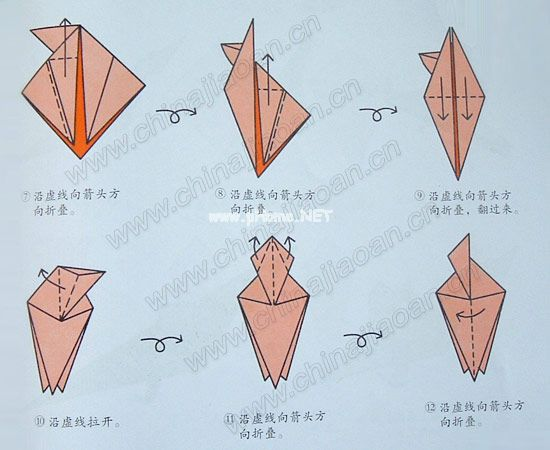 ⑦ 沿虚线向箭头方
向折叠。
⑧ 沿虚线向箭头方
向折叠
⑨ 沿虚线向箭头方
向折叠，翻过来。
www.prismo.NET
www.chinajiaoan.cn
www.chinajiaoan.cn
www.chinajiaoan.cn
www.chinajiaoan.cn
⑩ 沿虚线拉开。
⑪ 沿虚线向箭头方
向折叠。
⑫ 沿虚线向箭头方
向折叠。